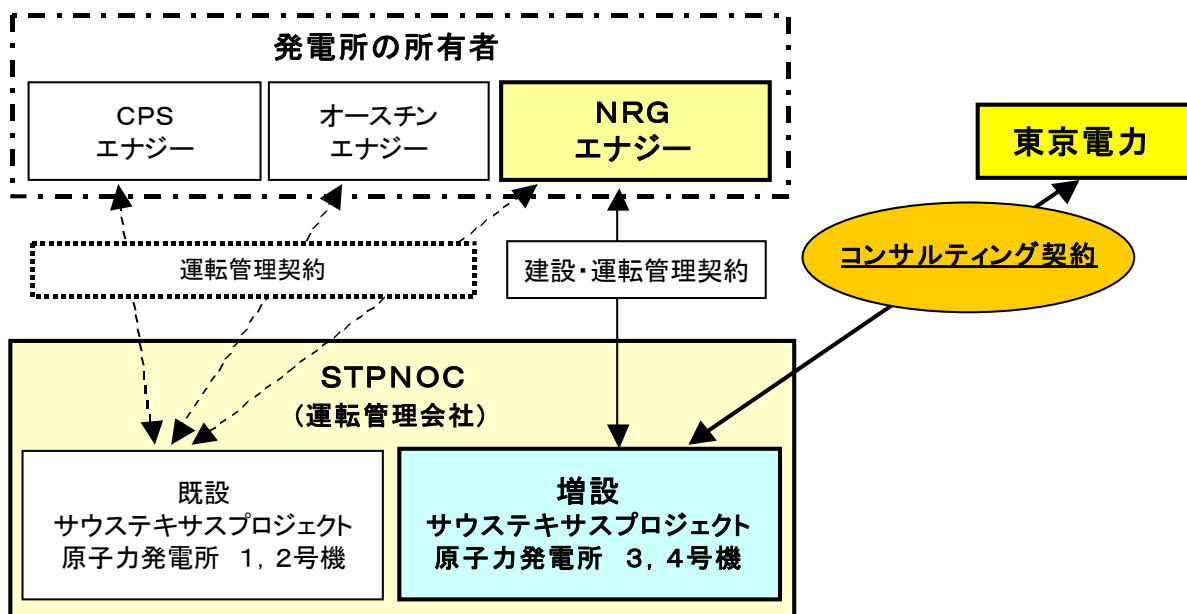 発電所の所有者
CPS
エナジー
オースチン
エナジー
NRG
エナジー
東京電力
運転管理契約
建設・運転管理契約
コンサルティング契約
STPNOC
(運転管理会社)
既設
サウステキサスプロジェクト
原子力発電所 1,2号機
増設
サウステキサスプロジェクト
原子力発電所 3,4号機